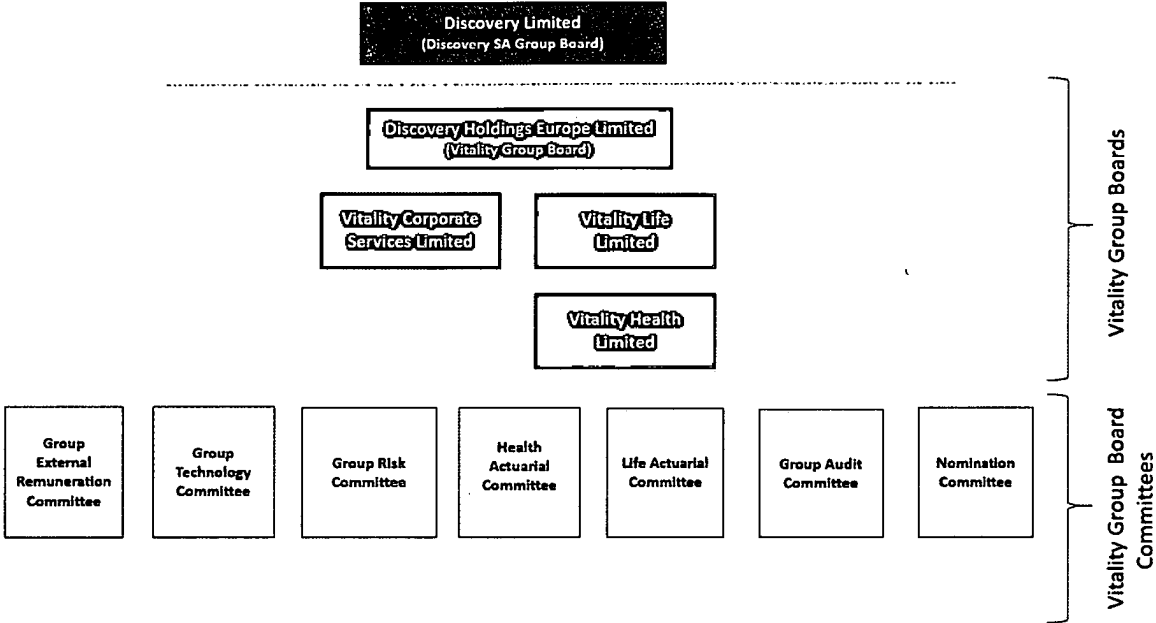 Discovery Limited
(Discovery SA Group Board)
Discovery Holdings Europe Limited
(Vitality Group Board)
Vitality Corporate
Services Limited
Vitality Life
Limited
Vitality Health
Limited
Vitality Group Boards
Group
External
Remuneration
Committee
Group
Technology
Committee
Group Risk
Committee
Health
Actuarial
Committee
Life Actuarial
Committee
Group Audit
Committee
Nomination
Committee
Vitality Group Board
Committees